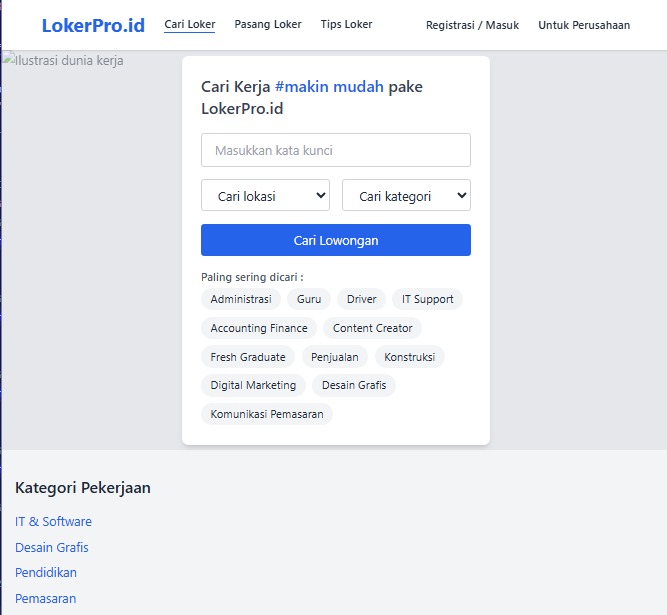 LokerPro.id Cari Loker Pasang Loker Tips Loker Registrasi / Masuk Untuk Perusahaan
Ilustrasi dunia kerja
Cari Kerja #makin mudah pake
LokerPro.id
Masukkan kata kunci
Cari lokasi Cari kategori
Cari Lowongan
Paling sering dicari :
Administrasi Guru Driver IT Support
Accounting Finance Content Creator
Fresh Graduate Penjualan Konstruksi
Digital Marketing Desain Grafis
Komunikasi Pemasaran
Kategori Pekerjaan
IT & Software
Desain Grafis
Pendidikan
Pemasaran